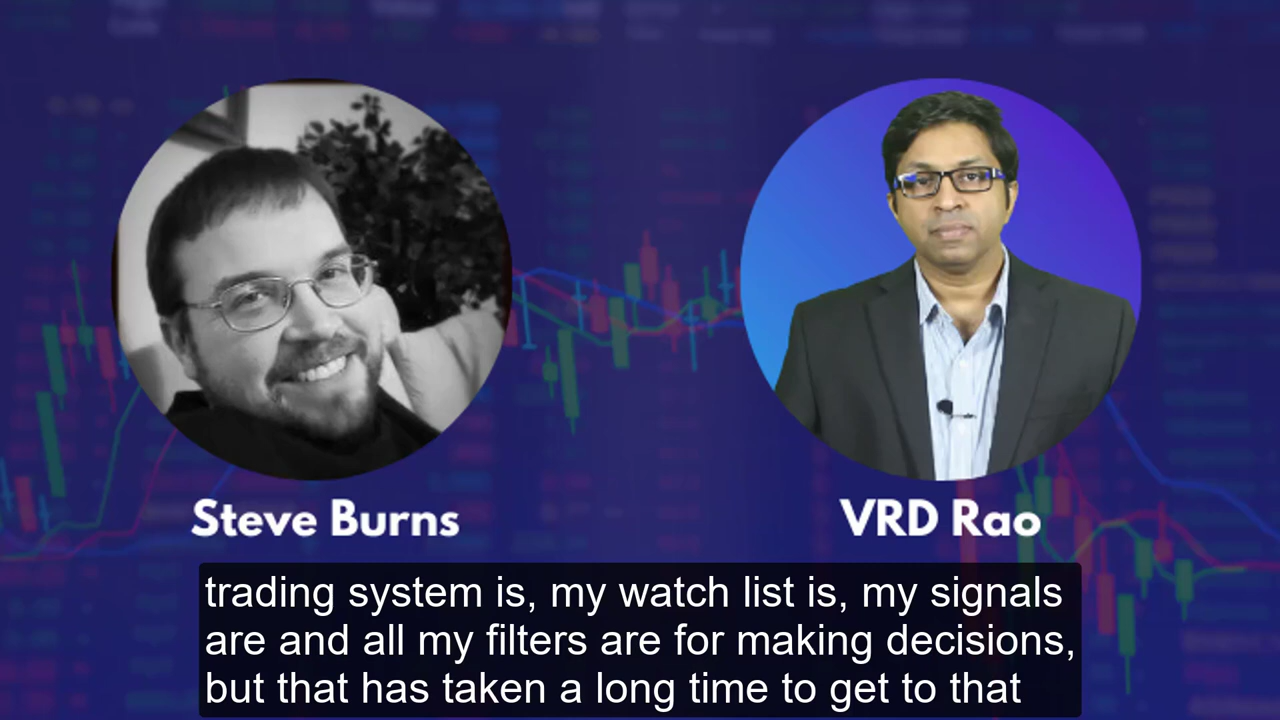 Steve Burns
VRD Rao
trading system is, my watch list is, my signals
are and all my filters are for making decisions,
but that has taken a long time to get to that